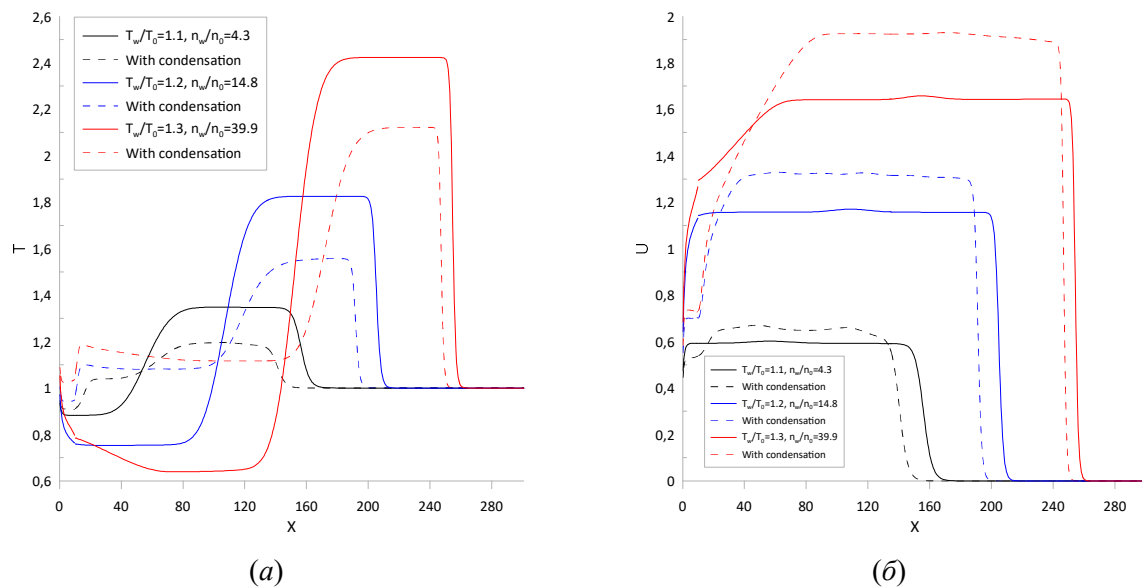 2,6
2,4
2,2
2
1,8
1,6
1,4
1,2
1
0,8
0,6
T
T_w/T_0=1.1, n_w/n_0=4.3
With condensation
T_w/T_0=1.2, n_w/n_0=14.8
With condensation
T_w/T_0=1.3, n_w/n_0=39.9
With condensation
0 40 80 120 160 200 240 280
X
(а)
2
1,8
1,6
1,4
1,2
1
0,8
0,6
0,4
0,2
0
U
T_w/T_0=1.1, n_w/n_0=4.3
With condensation
T_w/T_0=1.2, n_w/n_0=14.8
With condensation
T_w/T_0=1.3, n_w/n_0=39.9
With condensation
0 40 80 120 160 200 240 280
X
(б)